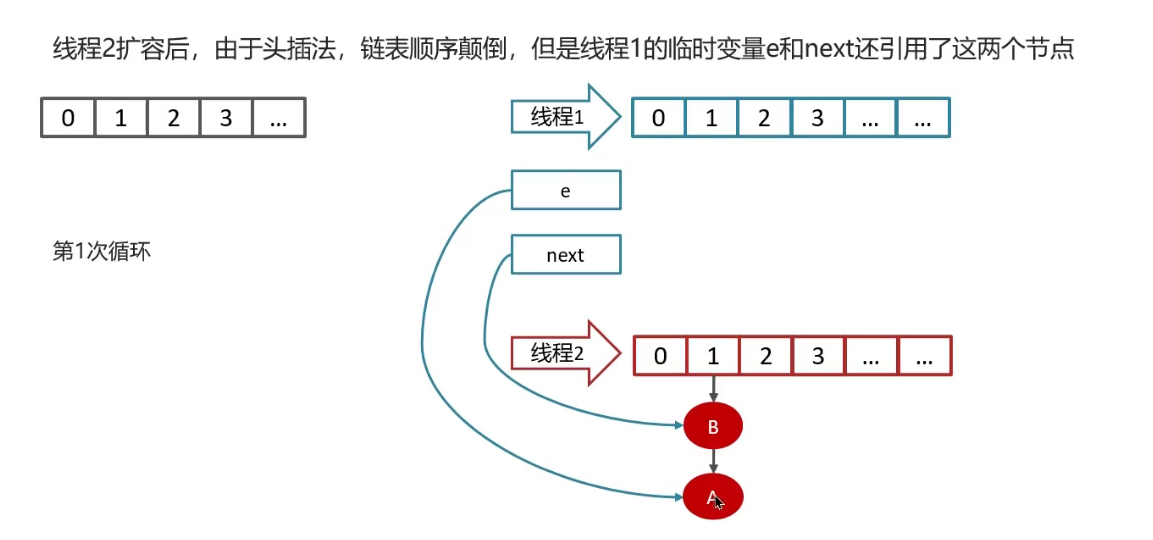 线程2扩容后，由于头插法，链表顺序颠倒，但是线程1的临时变量e和next还引用了这两个节点
0 1 2 3 ...
线程1
0 1 2 3 ... ...
e
第1次循环
next
线程2
0 1 2 3 ... ...
B
A